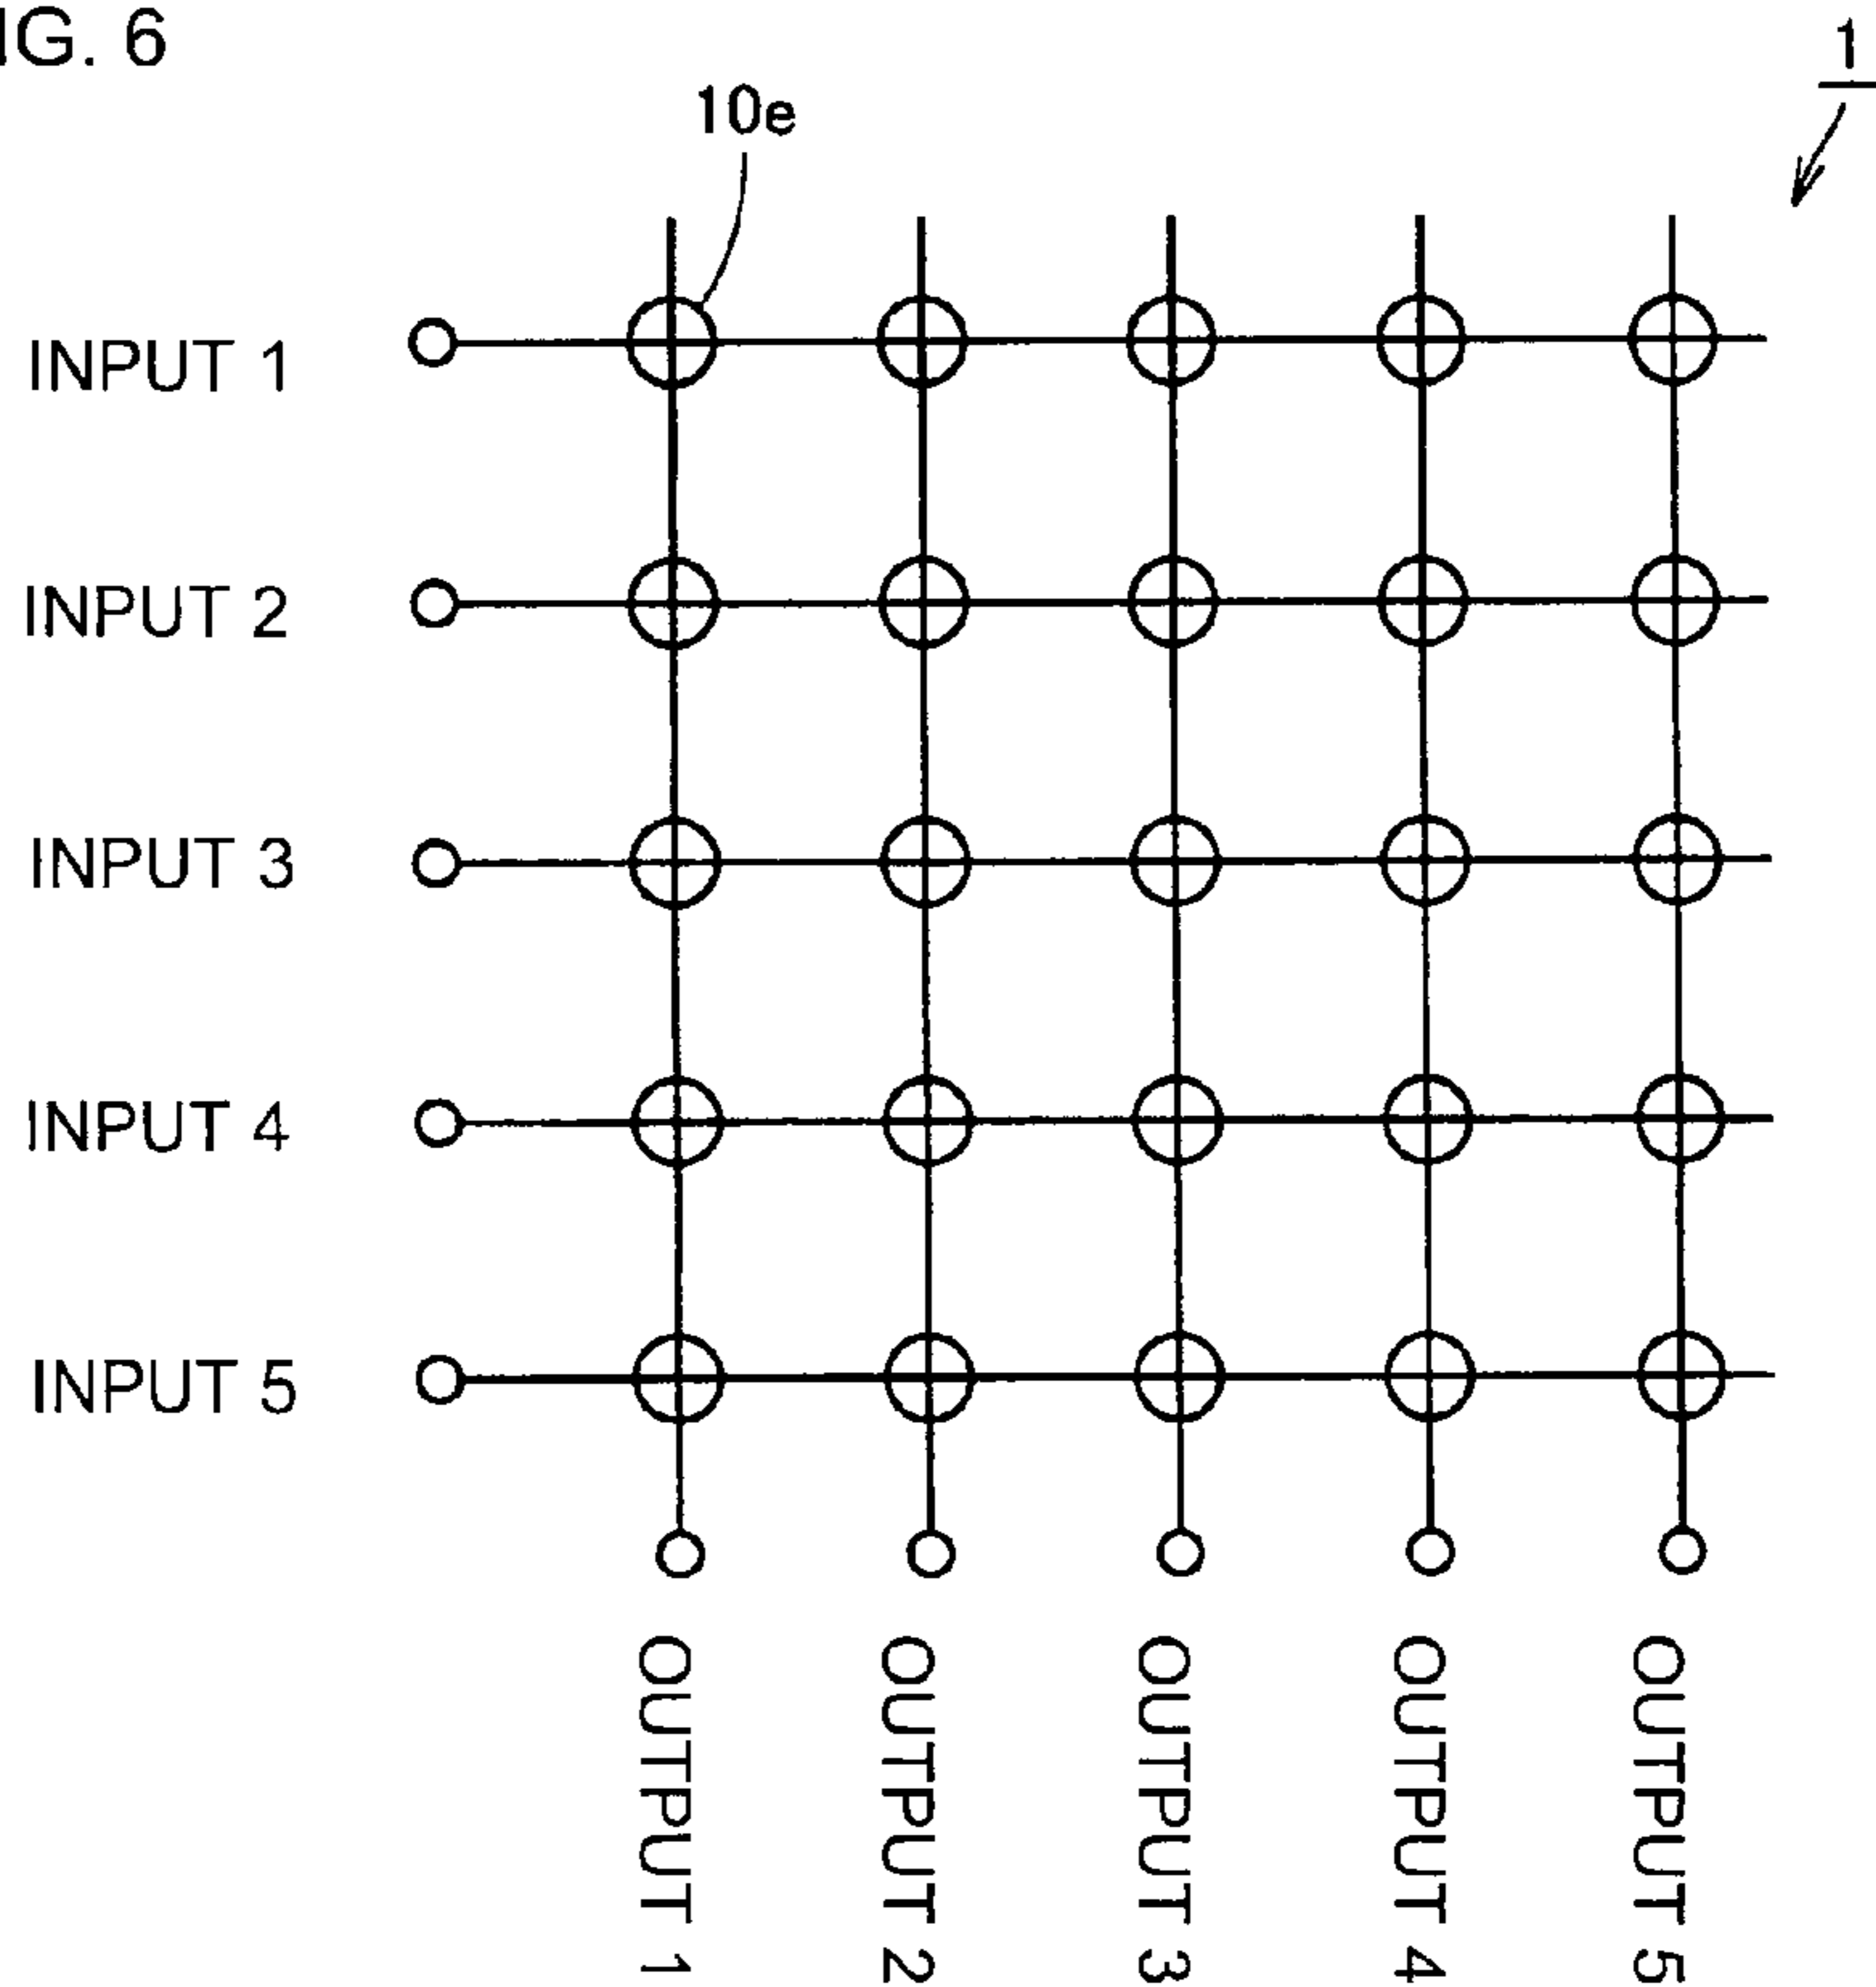 IG. 6
1
10e
INPUT 1
INPUT 2
INPUT 3
INPUT 4
INPUT 5
OUTPUT 1
OUTPUT 2
OUTPUT 3
OUTPUT 4
OUTPUT 5